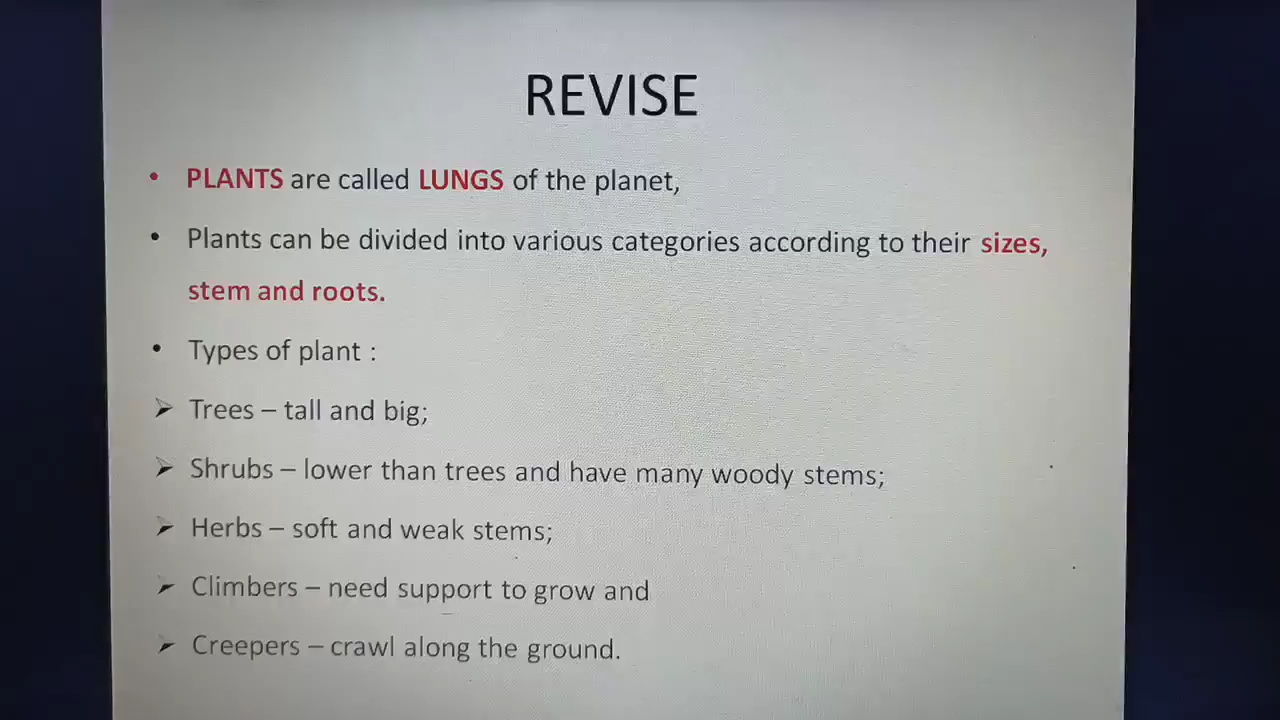 REVISE
• PLANTS are called LUNGS of the planet,
• Plants can be divided into various categories according to their sizes,
stem and roots.
• Types of plant :
➢ Trees – tall and big;
➢ Shrubs – lower than trees and have many woody stems;
➢ Herbs – soft and weak stems;
➢ Climbers – need support to grow and
➢ Creepers – crawl along the ground.